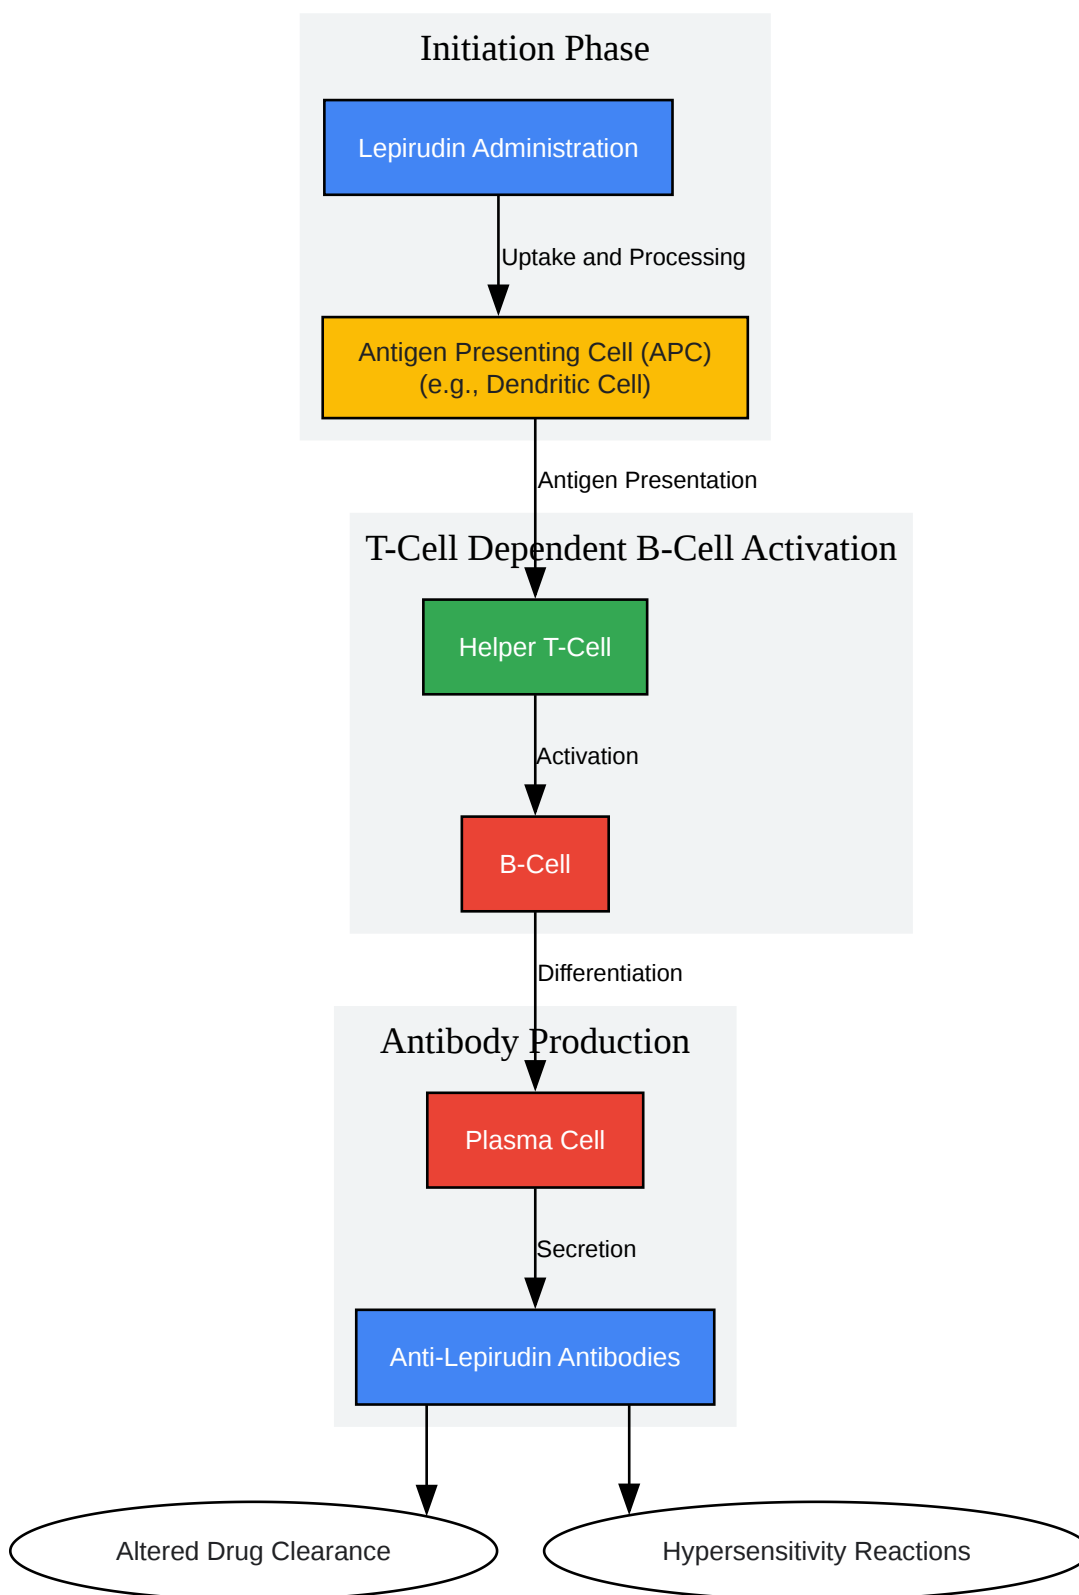 Initiation Phase
Lepirudin Administration
Uptake and Processing
Antigen Presenting Cell (APC)
(e.g., Dendritic Cell)
Antigen Presentation
T-Cell Dependent B-Cell Activation
Helper T-Cell
Activation
B-Cell
Differentiation
Antibody Production
Plasma Cell
Secretion
Anti-Lepirudin Antibodies
Altered Drug Clearance
Hypersensitivity Reactions